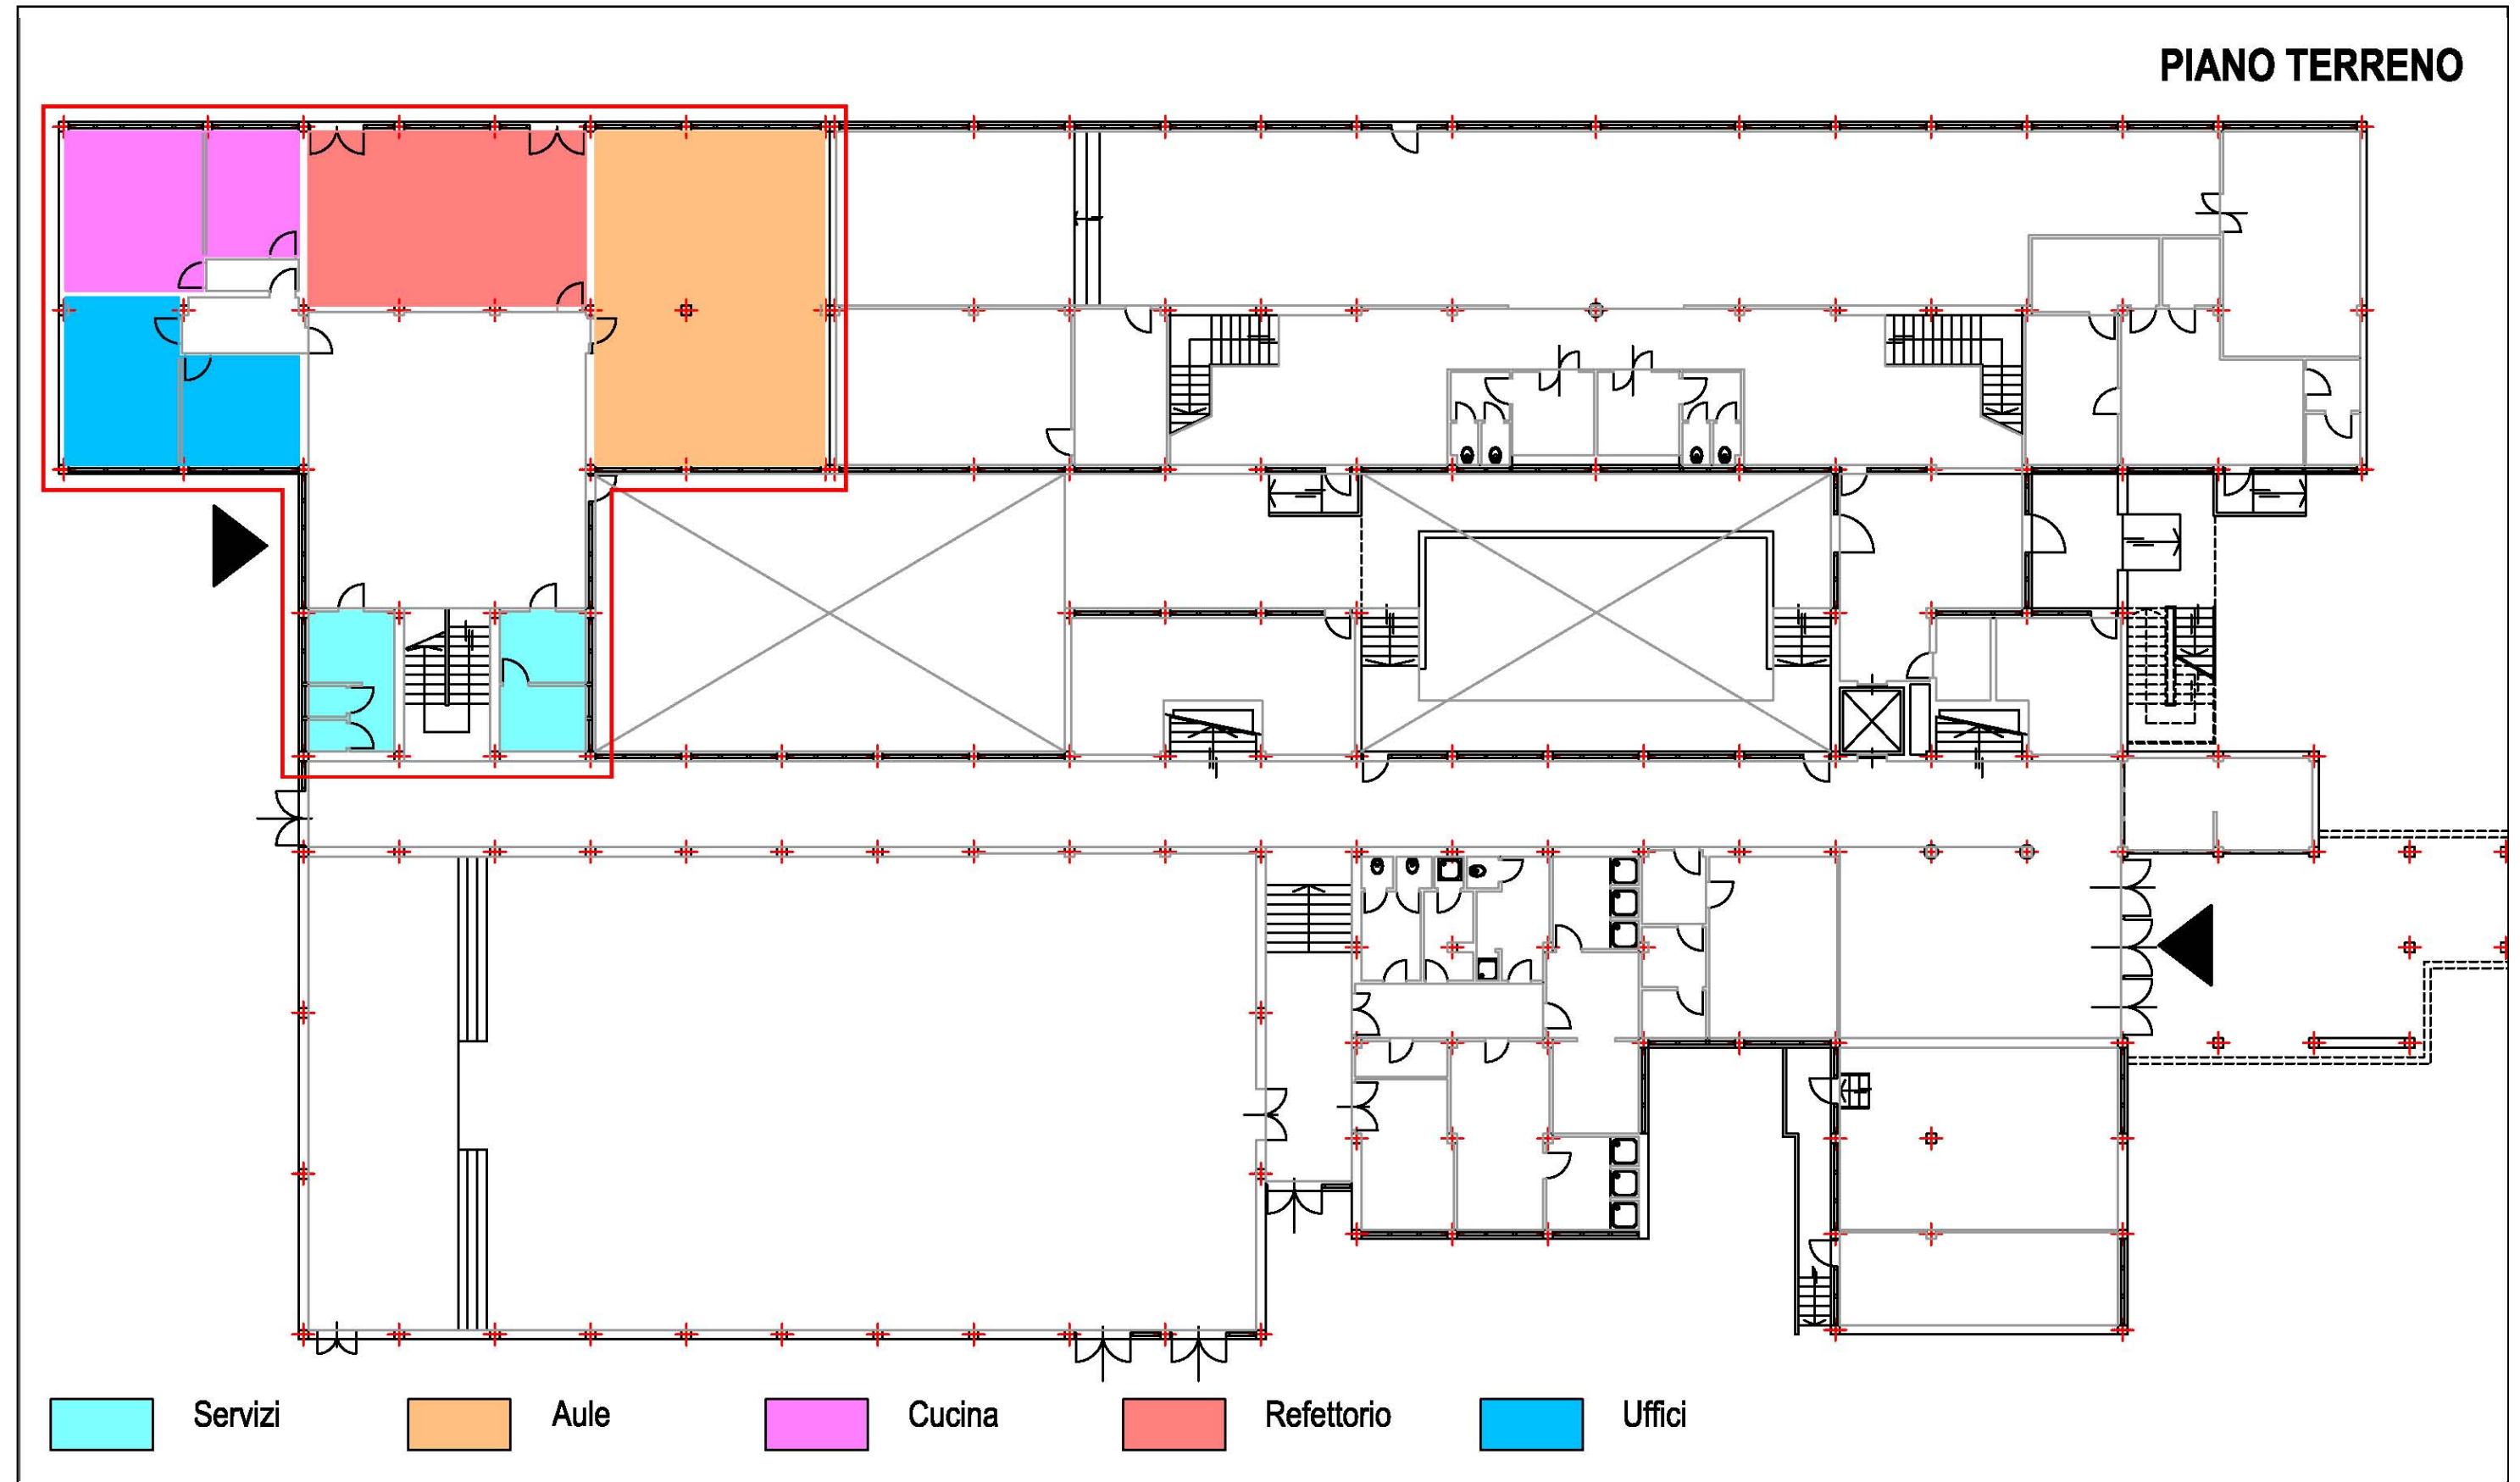 PIANO TERRENO
Servizi
Aule
Cucina
Refettorio
Uffici